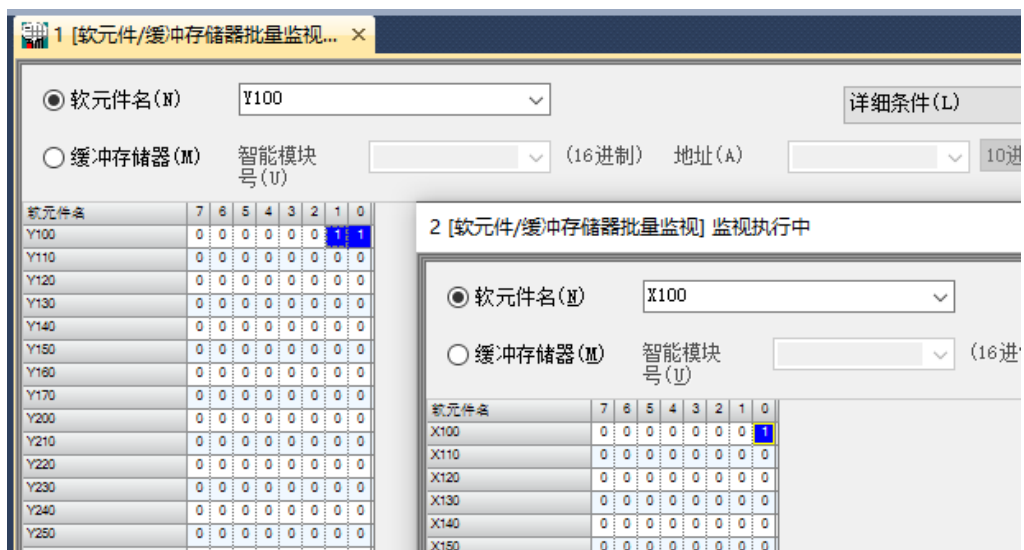 1 [软元件/缓冲存储器批量监视... ×
软元件名(N) Y100 详细条件(L)
缓冲存储器(M) 智能模块号(U) (16进制) 地址(A) 10进
软元件名 7 6 5 4 3 2 1 0
Y100 0 0 0 0 0 0 1 1
Y110 0 0 0 0 0 0 0 0
Y120 0 0 0 0 0 0 0 0
Y130 0 0 0 0 0 0 0 0
Y140 0 0 0 0 0 0 0 0
Y150 0 0 0 0 0 0 0 0
Y160 0 0 0 0 0 0 0 0
Y170 0 0 0 0 0 0 0 0
Y200 0 0 0 0 0 0 0 0
Y210 0 0 0 0 0 0 0 0
Y220 0 0 0 0 0 0 0 0
Y230 0 0 0 0 0 0 0 0
Y240 0 0 0 0 0 0 0 0
Y250 0 0 0 0 0 0 0 0
2 [软元件/缓冲存储器批量监视] 监视执行中
软元件名(N) X100
缓冲存储器(M) 智能模块号(U) (16进
软元件名 7 6 5 4 3 2 1 0
X100 0 0 0 0 0 0 0 1
X110 0 0 0 0 0 0 0 0
X120 0 0 0 0 0 0 0 0
X130 0 0 0 0 0 0 0 0
X140 0 0 0 0 0 0 0 0
X150 0 0 0 0 0 0 0 0